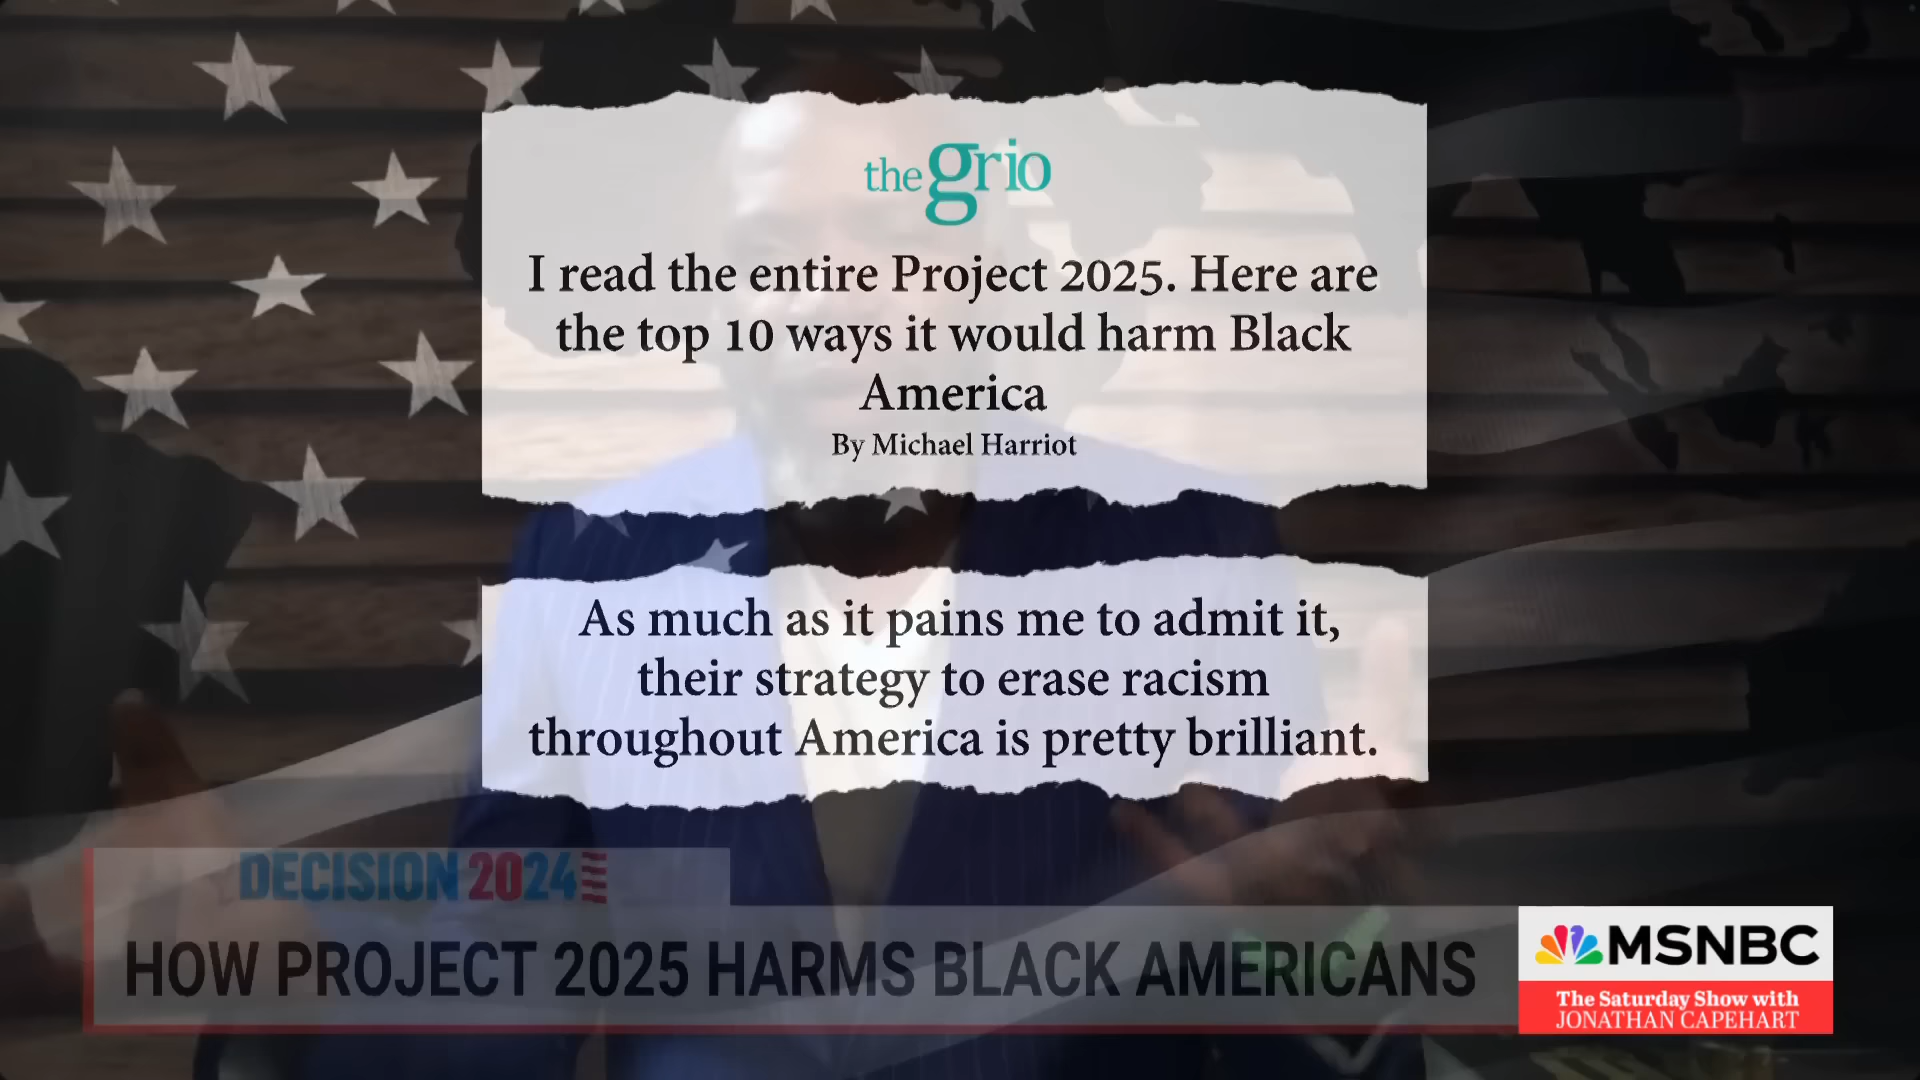 thegrio
I read the entire Project 2025. Here are
the top 10 ways it would harm Black
America
By Michael Harriot
As much as it pains me to admit it,
their strategy to erase racism
throughout America is pretty brilliant.
DECISION 2024
HOW PROJECT 2025 HARMS BLACK AMERICANS
MSNBC
The Saturday Show with
JONATHAN CAPEHART